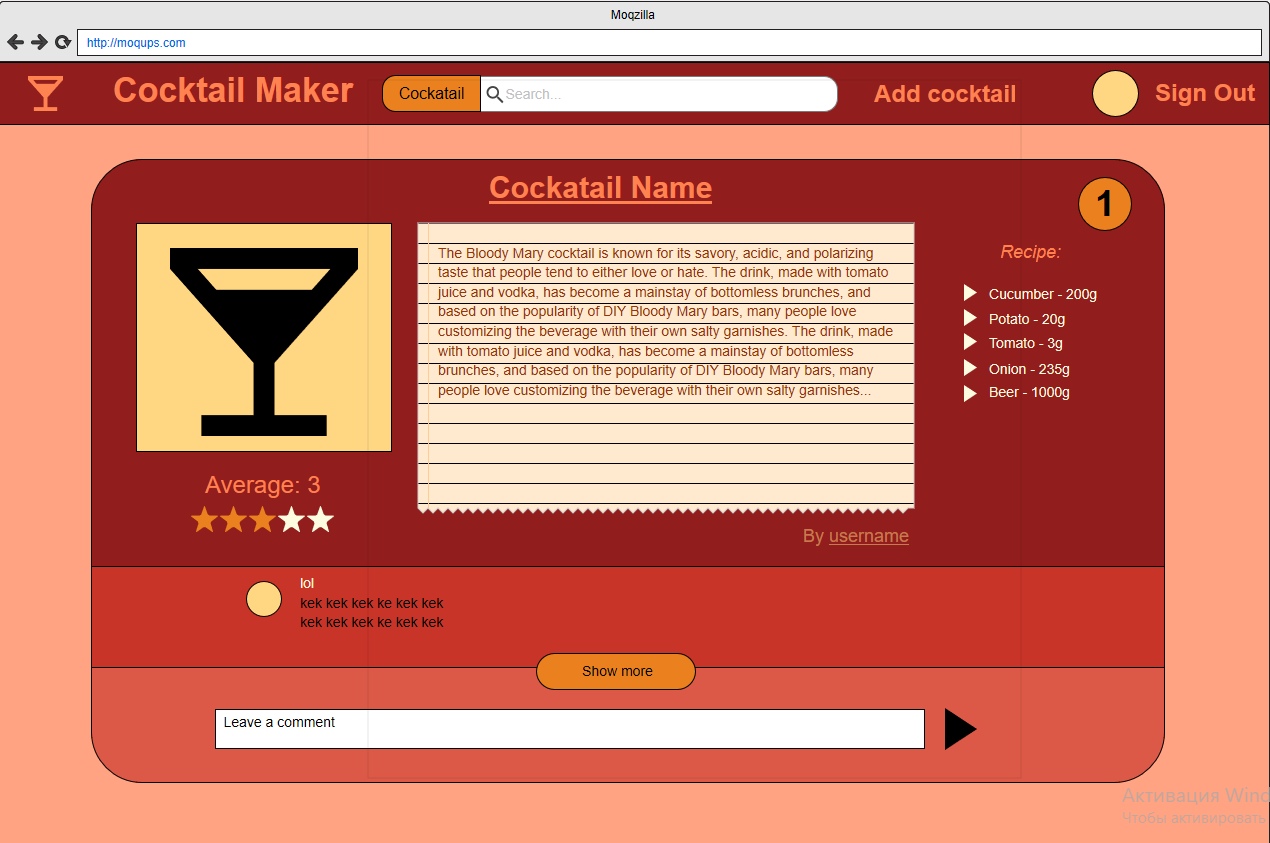 Moqzilla
http://moqups.com
Cocktail Maker
Cockatail
Search...
Add cocktail
Sign Out
Cockatail Name
1
The Bloody Mary cocktail is known for its savory, acidic, and polarizing
taste that people tend to either love or hate. The drink, made with tomato
juice and vodka, has become a mainstay of bottomless brunches, and
based on the popularity of DIY Bloody Mary bars, many people love
customizing the beverage with their own salty garnishes. The drink, made
with tomato juice and vodka, has become a mainstay of bottomless
brunches, and based on the popularity of DIY Bloody Mary bars, many
people love customizing the beverage with their own salty garnishes...
Recipe:
Cucumber - 200g
Potato - 20g
Tomato - 3g
Onion - 235g
Beer - 1000g
Average: 3
By username
lol
kek kek kek ke kek kek
kek kek kek ke kek kek
Show more
Leave a comment
Активация Wind
Чтобы активировать